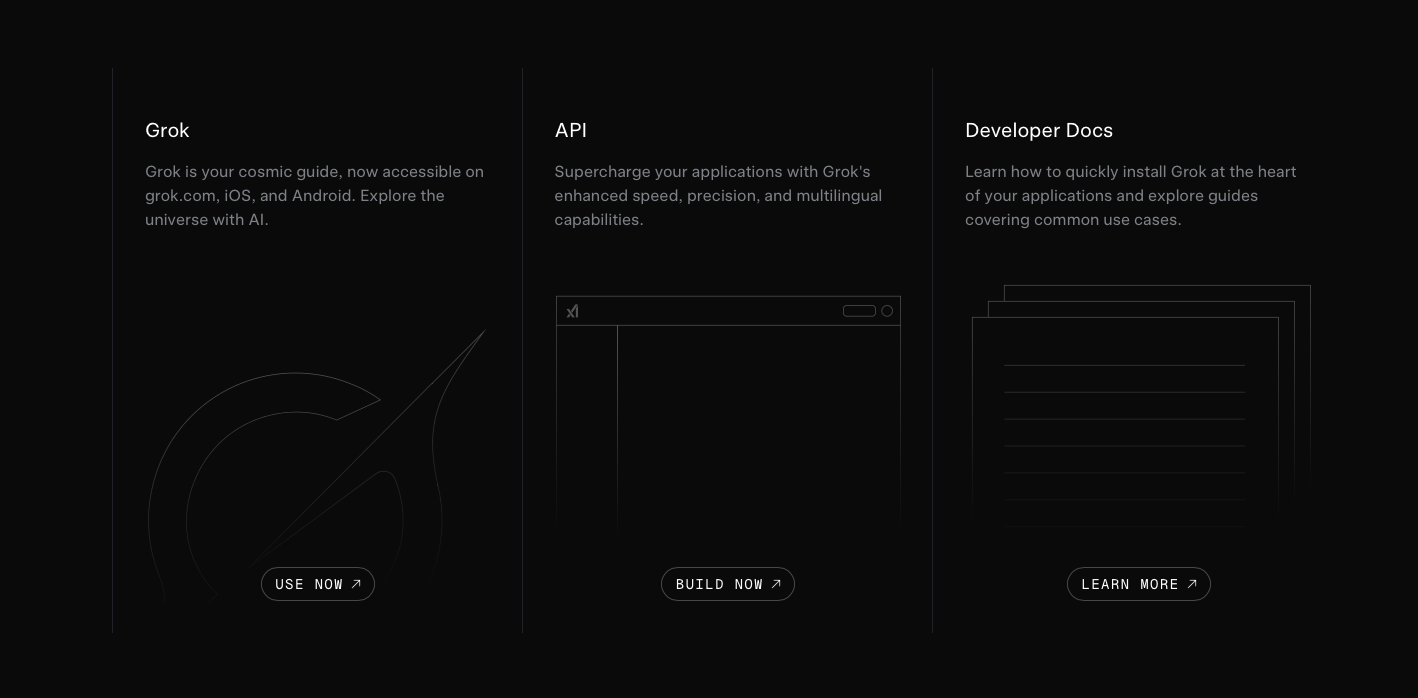 Grok
Grok is your cosmic guide, now accessible on
grok.com, iOS, and Android. Explore the
universe with AI.
USE NOW
API
Supercharge your applications with Grok's
enhanced speed, precision, and multilingual
capabilities.
xI
BUILD NOW
Developer Docs
Learn how to quickly install Grok at the heart
of your applications and explore guides
covering common use cases.
LEARN MORE